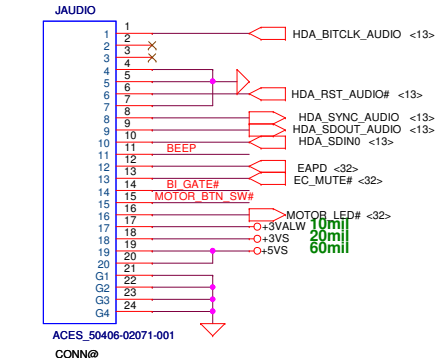 JAUDIO
1 1 HDA_BITCLK_AUDIO <13>
2 2
3 3
4 4
5 5
6 6 HDA_RST_AUDIO# <13>
7 7
8 8 HDA_SYNC_AUDIO <13>
9 9 HDA_SDOUT_AUDIO <13>
10 10 HDA_SDIN0 <13>
11 11 BEEP
12 12 EAPD <32>
13 13 EC_MUTE# <32>
14 14 BI_GATE#
15 15 MOTOR_BTN_SW#
16 16 MOTOR_LED# <32>
17 17 +3VALW 10mil
18 18 +3VS 20mil
19 19 +5VS 60mil
20 20
G1 21
G2 22
G3 23
G4 24
ACES_50406-02071-001
CONN@